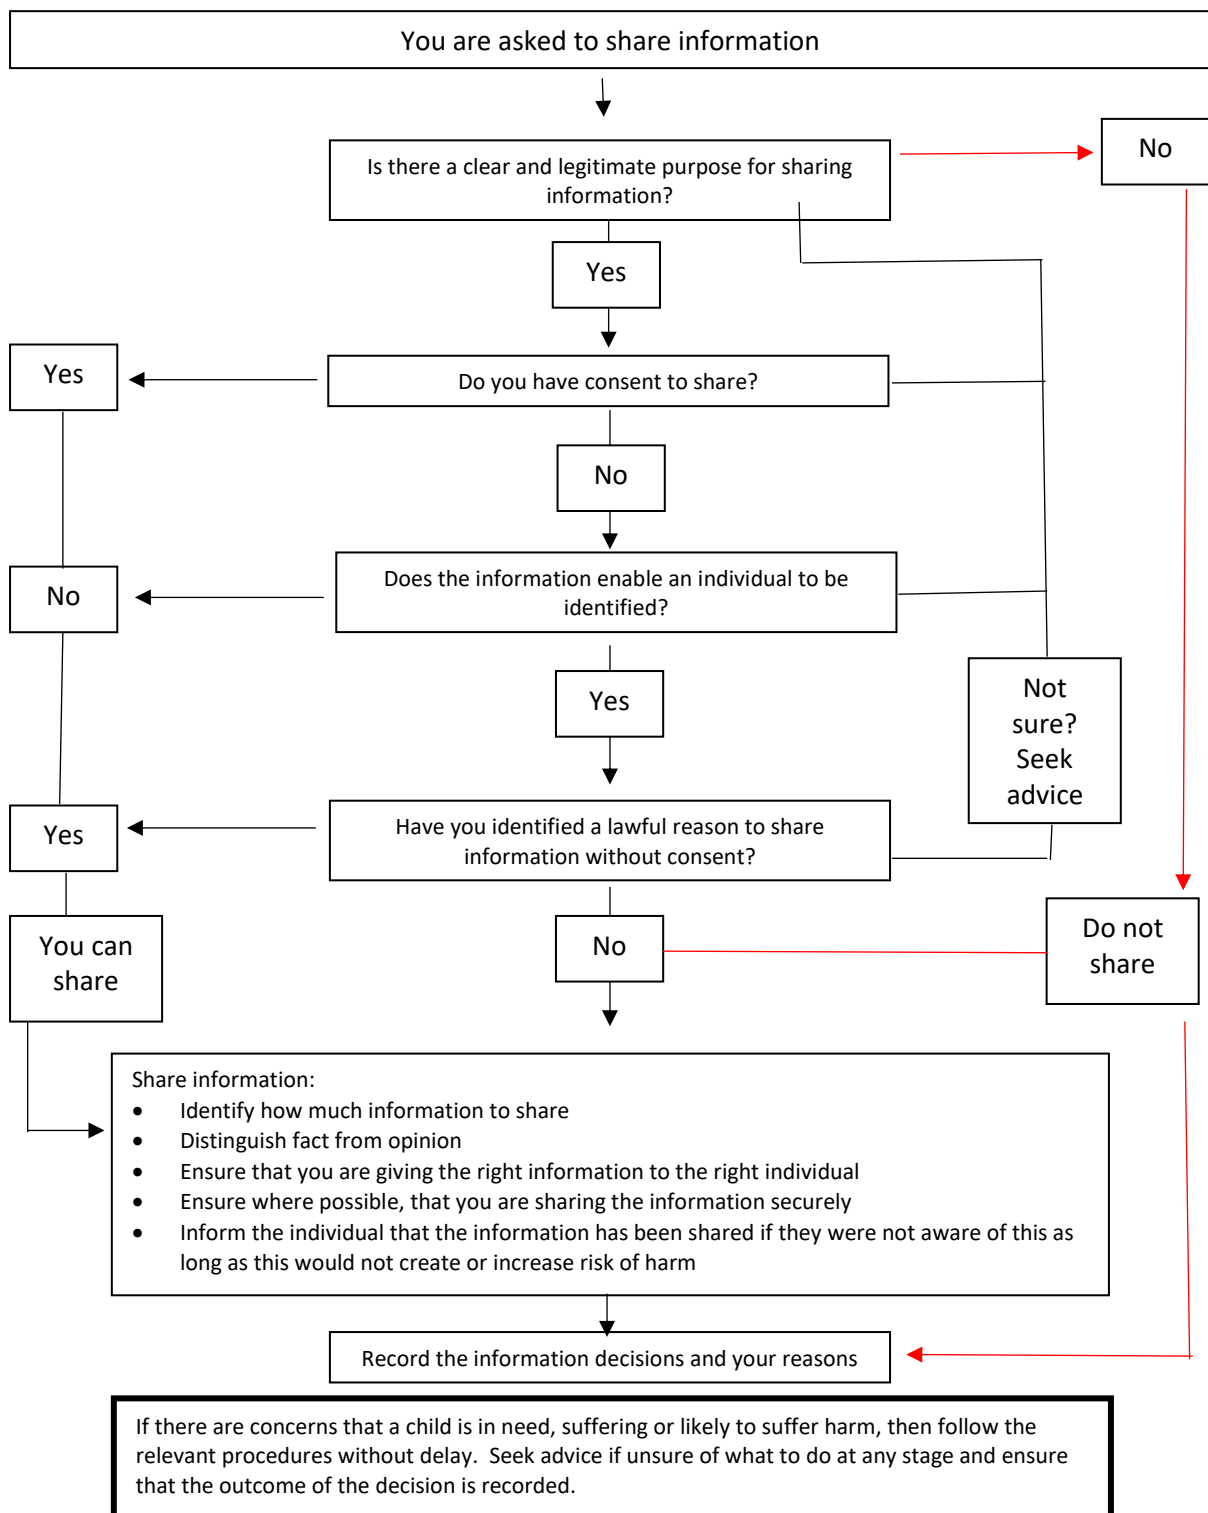 You are asked to share information
Is there a clear and legitimate purpose for sharing
information?
No
Yes
Yes
Do you have consent to share?
No
No
Does the information enable an individual to be
identified?
Yes
Not
sure?
Seek
advice
Yes
Have you identified a lawful reason to share
information without consent?
You can
share
No
Do not
share
Share information:
• Identify how much information to share
• Distinguish fact from opinion
• Ensure that you are giving the right information to the right individual
• Ensure where possible, that you are sharing the information securely
• Inform the individual that the information has been shared if they were not aware of this as
long as this would not create or increase risk of harm
Record the information decisions and your reasons
If there are concerns that a child is in need, suffering or likely to suffer harm, then follow the
relevant procedures without delay.  Seek advice if unsure of what to do at any stage and ensure
that the outcome of the decision is recorded.